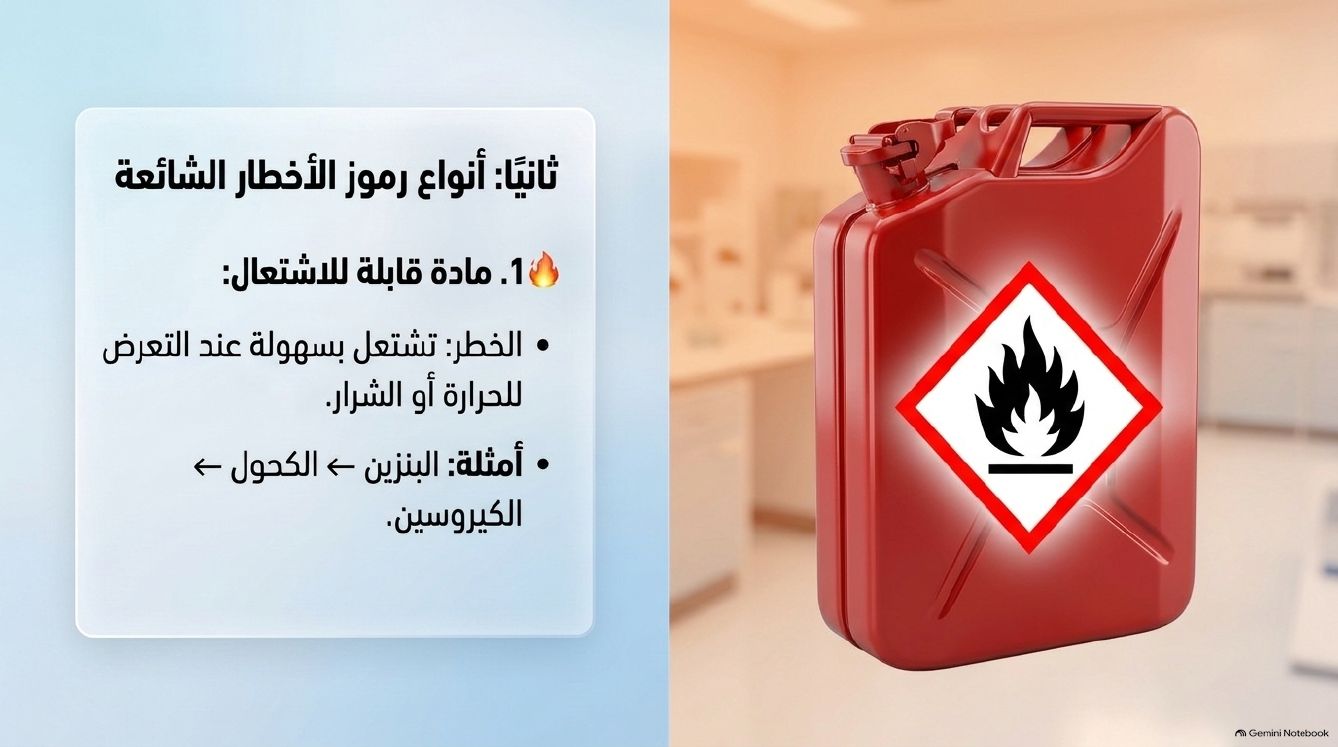 ثانيًا: أنواع رموز الأخطار الشائعة
🔥1. مادة قابلة للاشتعال:
• الخطر: تشتعل بسهولة عند التعرض
للحرارة أو الشرار.
• أمثلة: البنزين ← الكحول ←
الكيروسين.
Gemini Notebook